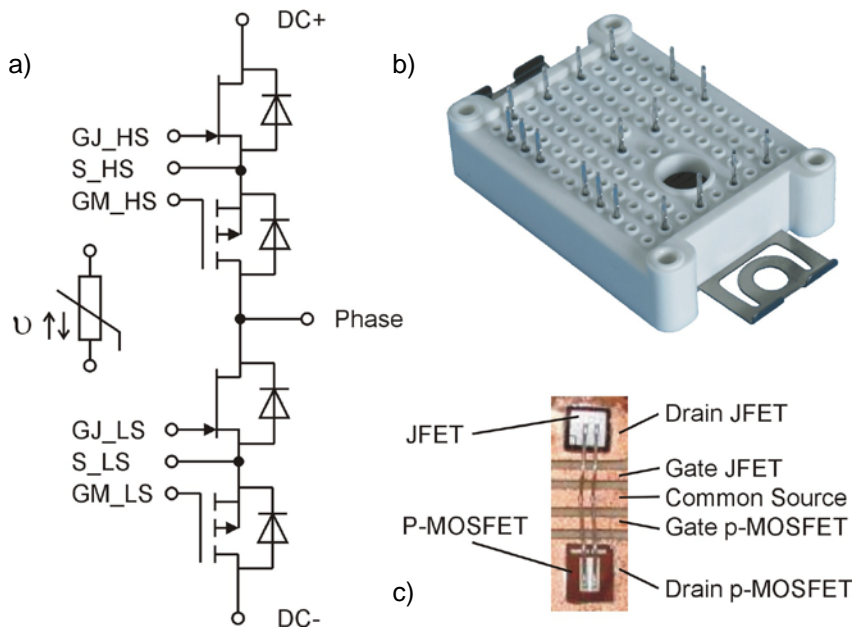 a)
DC+
GJ_HS
S_HS
GM_HS
υ
Phase
GJ_LS
S_LS
GM_LS
DC-
b)
JFET
P-MOSFET
Drain JFET
Gate JFET
Common Source
Gate p-MOSFET
Drain p-MOSFET
c)